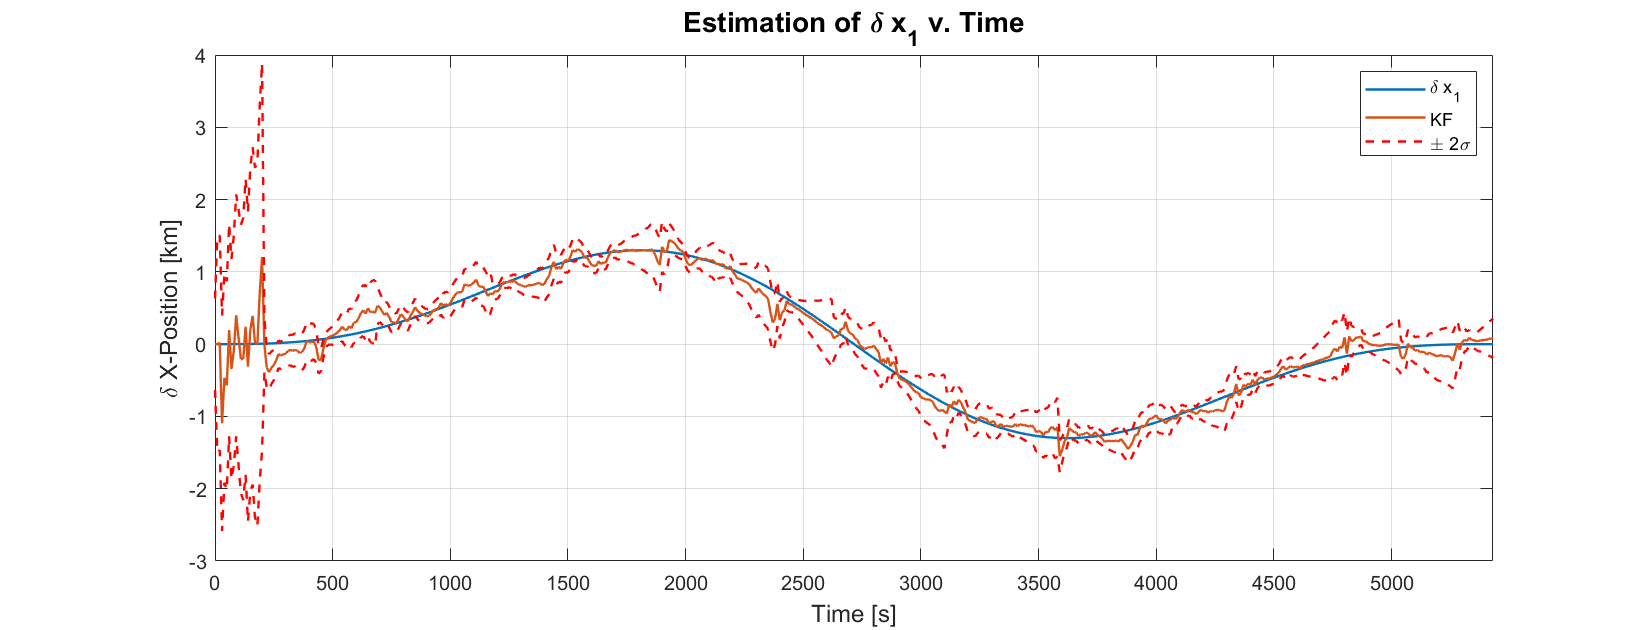 Estimation of δ x₁ v. Time
δ X-Position [km]
4
3
2
1
0
-1
-2
-3
0 500 1000 1500 2000 2500 3000 3500 4000 4500 5000
Time [s]
δ x₁
KF
± 2σ